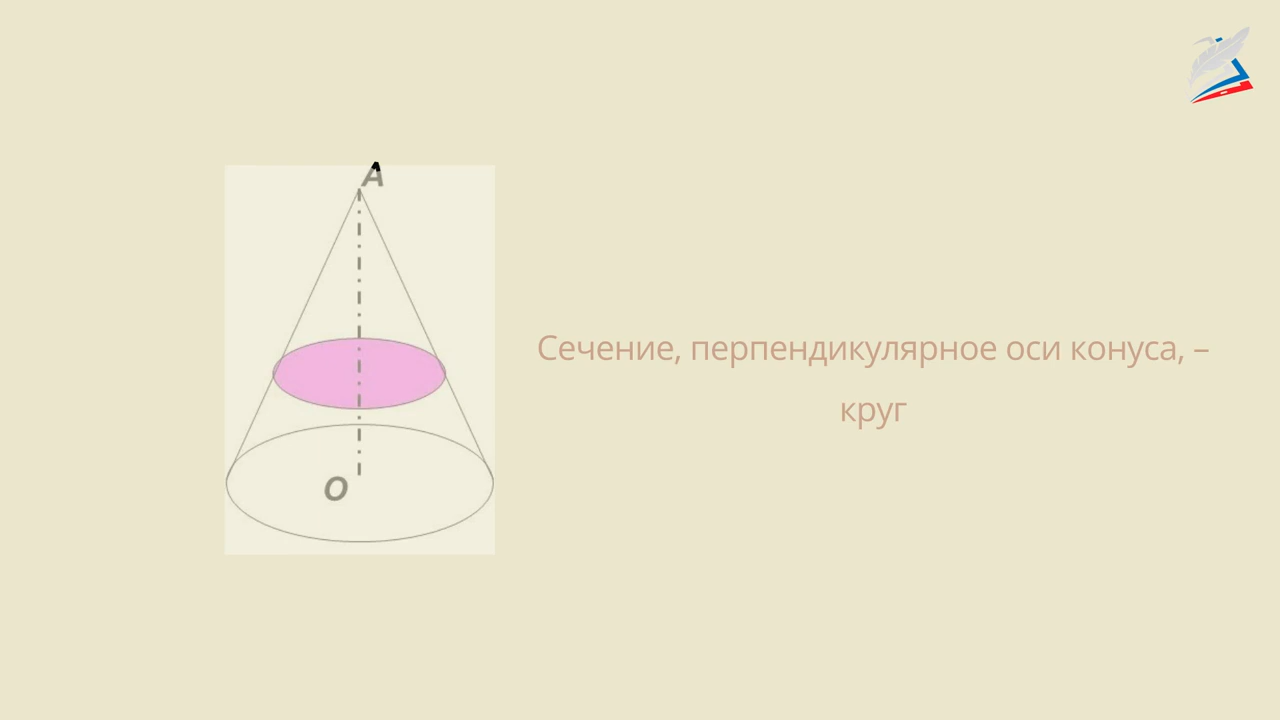 A
Сечение, перпендикулярное оси конуса, –
круг
O